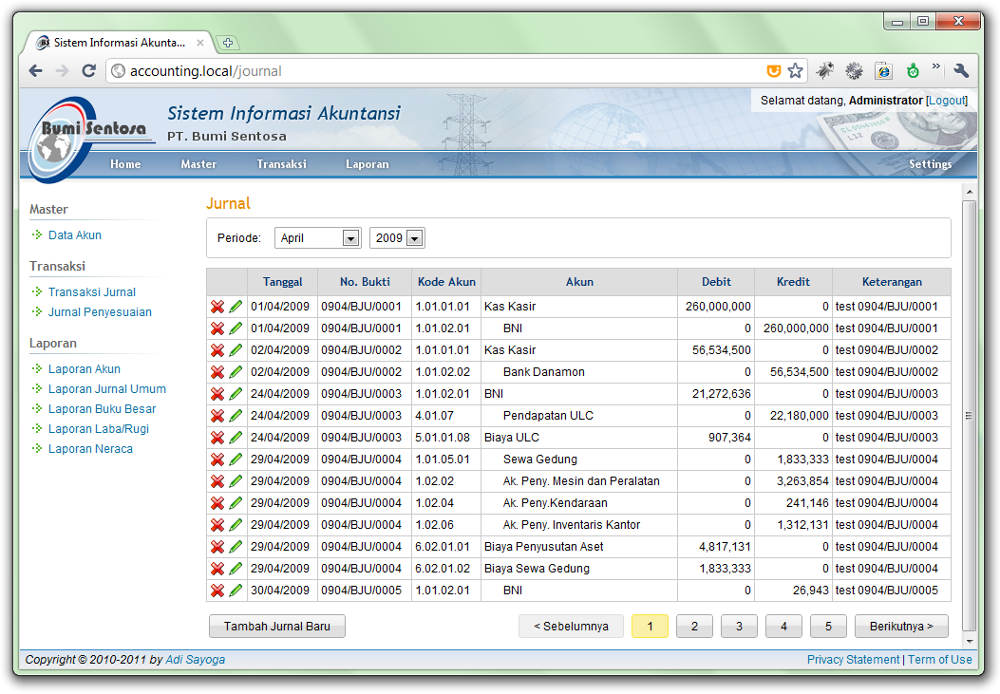 Sistem Informasi Akunta...
accounting.local/journal
Selamat datang, Administrator [Logout]
Bumi Sentosa
Sistem Informasi Akuntansi
PT. Bumi Sentosa
Home Master Transaksi Laporan Settings
Master
Data Akun
Transaksi
Transaksi Jurnal
Jurnal Penyesuaian
Laporan
Laporan Akun
Laporan Jurnal Umum
Laporan Buku Besar
Laporan Laba/Rugi
Laporan Neraca
Jurnal
Periode: April 2009
Tanggal No. Bukti Kode Akun Akun Debit Kredit Keterangan
01/04/2009 0904/BJU/0001 1.01.01.01 Kas Kasir 260,000,000 0 test 0904/BJU/0001
01/04/2009 0904/BJU/0001 1.01.02.01 BNI 0 260,000,000 test 0904/BJU/0001
02/04/2009 0904/BJU/0002 1.01.01.01 Kas Kasir 56,534,500 0 test 0904/BJU/0002
02/04/2009 0904/BJU/0002 1.01.02.02 Bank Danamon 0 56,534,500 test 0904/BJU/0002
24/04/2009 0904/BJU/0003 1.01.02.01 BNI 21,272,636 0 test 0904/BJU/0003
24/04/2009 0904/BJU/0003 4.01.07 Pendapatan ULC 0 22,180,000 test 0904/BJU/0003
24/04/2009 0904/BJU/0003 5.01.01.08 Biaya ULC 907,364 0 test 0904/BJU/0003
29/04/2009 0904/BJU/0004 1.01.05.01 Sewa Gedung 0 1,833,333 test 0904/BJU/0004
29/04/2009 0904/BJU/0004 1.02.02 Ak. Peny. Mesin dan Peralatan 0 3,263,854 test 0904/BJU/0004
29/04/2009 0904/BJU/0004 1.02.04 Ak. Peny.Kendaraan 0 241,146 test 0904/BJU/0004
29/04/2009 0904/BJU/0004 1.02.06 Ak. Peny. Inventaris Kantor 0 1,312,131 test 0904/BJU/0004
29/04/2009 0904/BJU/0004 6.02.01.01 Biaya Penyusutan Aset 4,817,131 0 test 0904/BJU/0004
29/04/2009 0904/BJU/0004 6.02.01.02 Biaya Sewa Gedung 1,833,333 0 test 0904/BJU/0004
30/04/2009 0904/BJU/0005 1.01.02.01 BNI 0 26,943 test 0904/BJU/0005
Tambah Jurnal Baru < Sebelumnya 1 2 3 4 5 Berikutnya >
Copyright © 2010-2011 by Adi Sayoga Privacy Statement | Term of Use